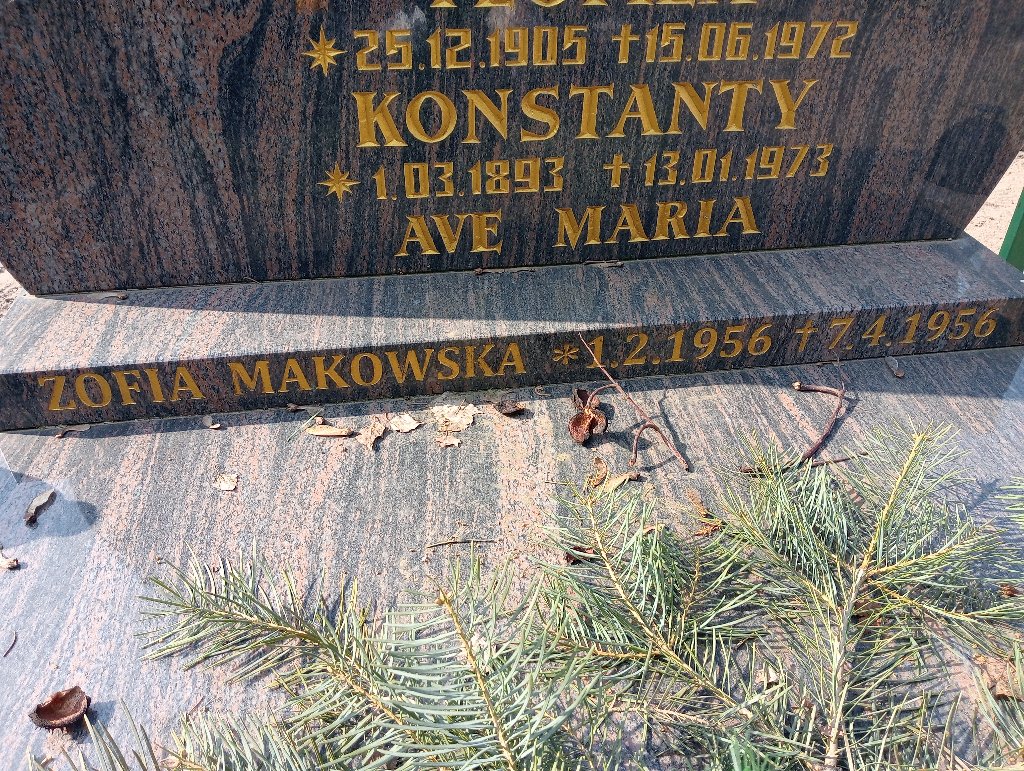 * 25.12.1905 † 15.06.1972
KONSTANTY
* 1.03.1893 † 13.01.1973
AVE MARIA
ZOFIA MAKOWSKA * 1.2.1956 † 7.4.1956